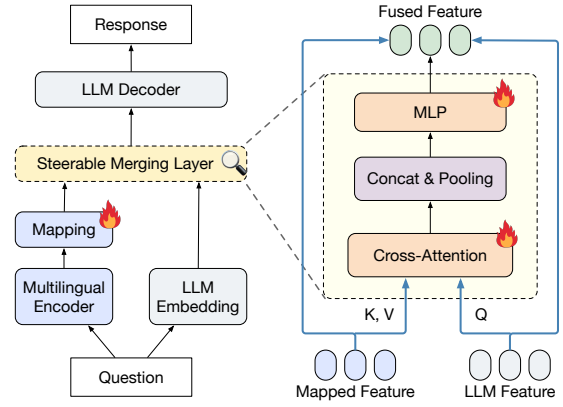 Response
LLM Decoder
Steerable Merging Layer
Mapping
Multilingual
Encoder
LLM
Embedding
Question
Fused Feature
MLP
Concat & Pooling
Cross-Attention
K, V
Q
Mapped Feature
LLM Feature